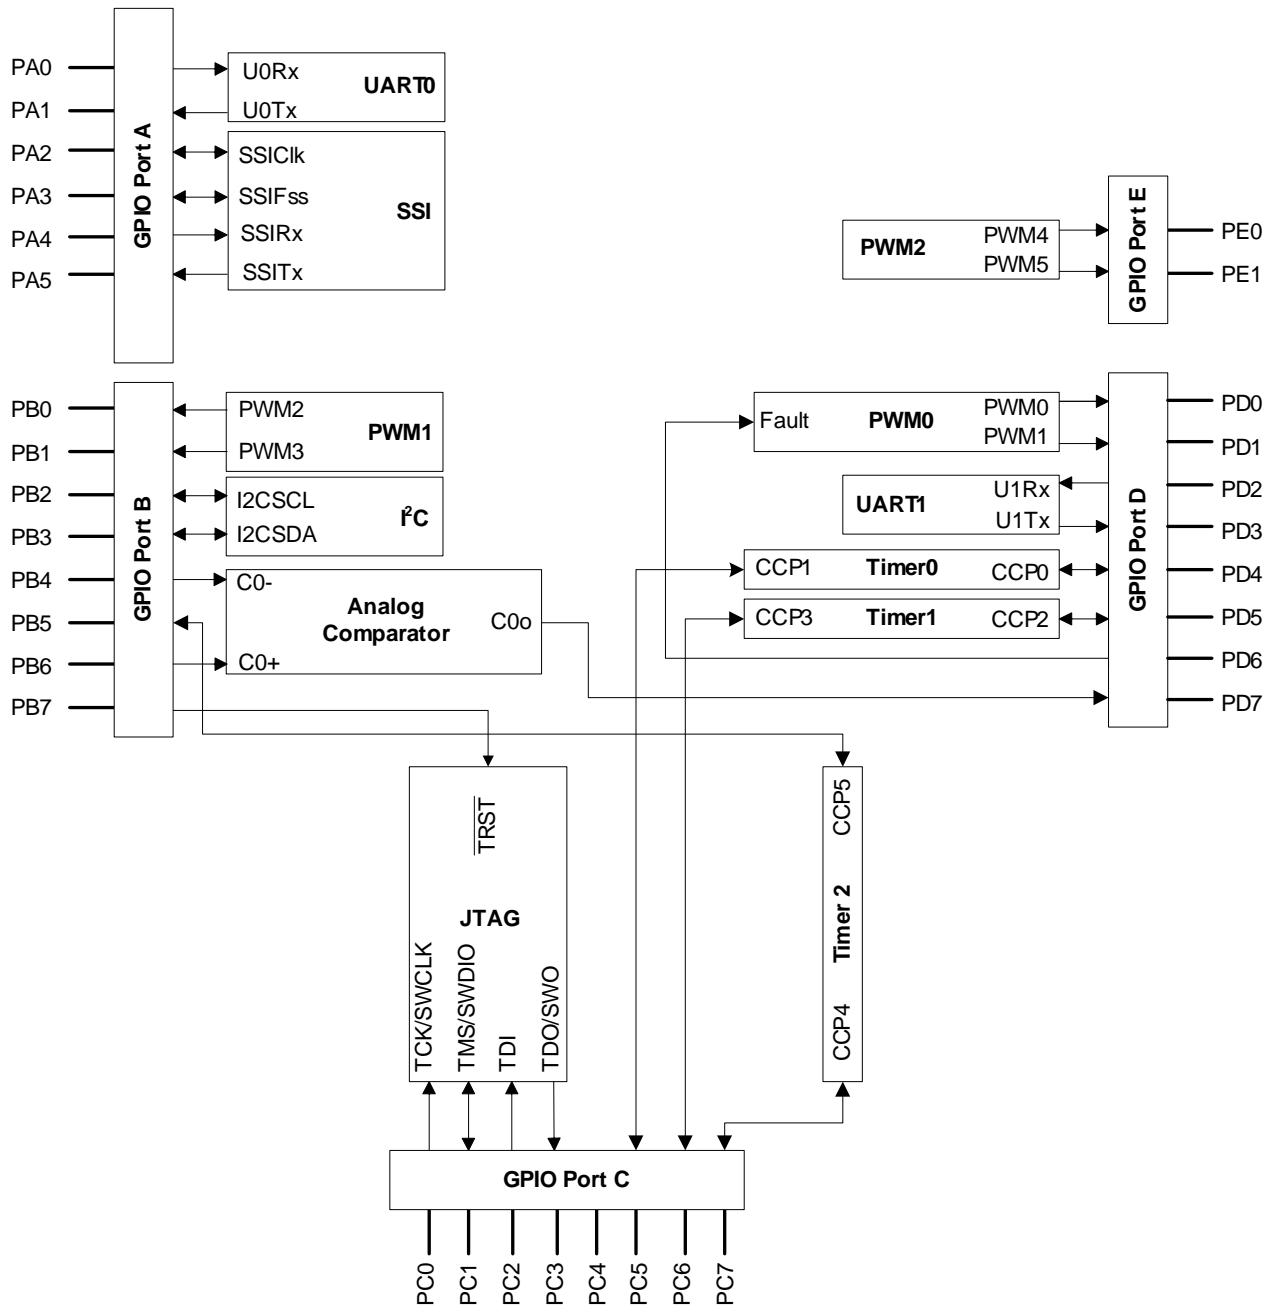 PA0
PA1
PA2
PA3
PA4
PA5
GPIO Port A
U0Rx
U0Tx
UART0
SSIClk
SSIFss
SSIRx
SSITx
SSI
PWM2
PWM4
PWM5
GPIO Port E
PE0
PE1
PB0
PB1
PB2
PB3
PB4
PB5
PB6
PB7
GPIO Port B
PWM2
PWM3
PWM1
I2CSCL
I2CSDA
I²C
C0-
C0+
Analog
Comparator
C0o
Fault
PWM0
PWM0
PWM1
UART1
U1Rx
U1Tx
CCP1
Timer0
CCP0
CCP3
Timer1
CCP2
GPIO Port D
PD0
PD1
PD2
PD3
PD4
PD5
PD6
PD7
TRST
JTAG
TCK/SWCLK
TMS/SWDIO
TDI
TDO/SWO
CCP5
Timer 2
CCP4
GPIO Port C
PC0
PC1
PC2
PC3
PC4
PC5
PC6
PC7